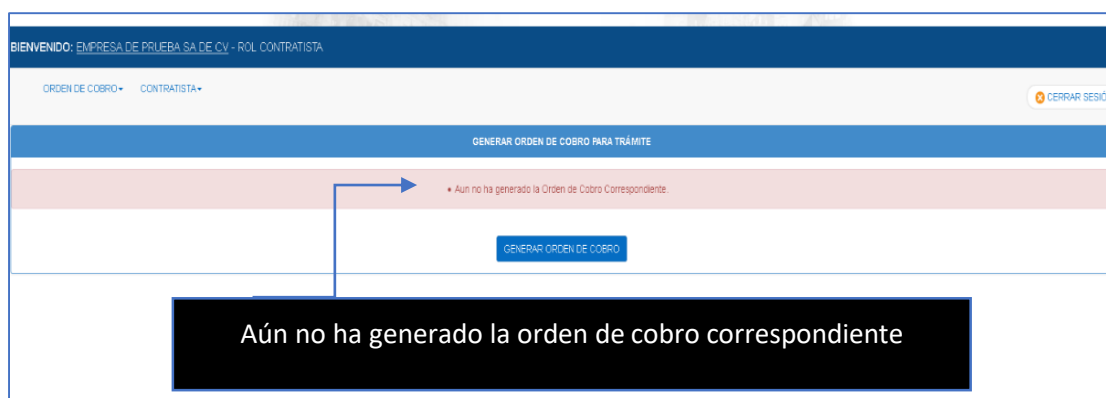 BIENVENIDO: EMPRESA DE PRUEBA SA DE CV - ROL CONTRATISTA
ORDEN DE COBRO CONTRATISTA
CERRAR SESIÓ
GENERAR ORDEN DE COBRO PARA TRÁMITE
• Aun no ha generado la Orden de Cobro Correspondiente.
GENERAR ORDEN DE COBRO
Aún no ha generado la orden de cobro correspondiente